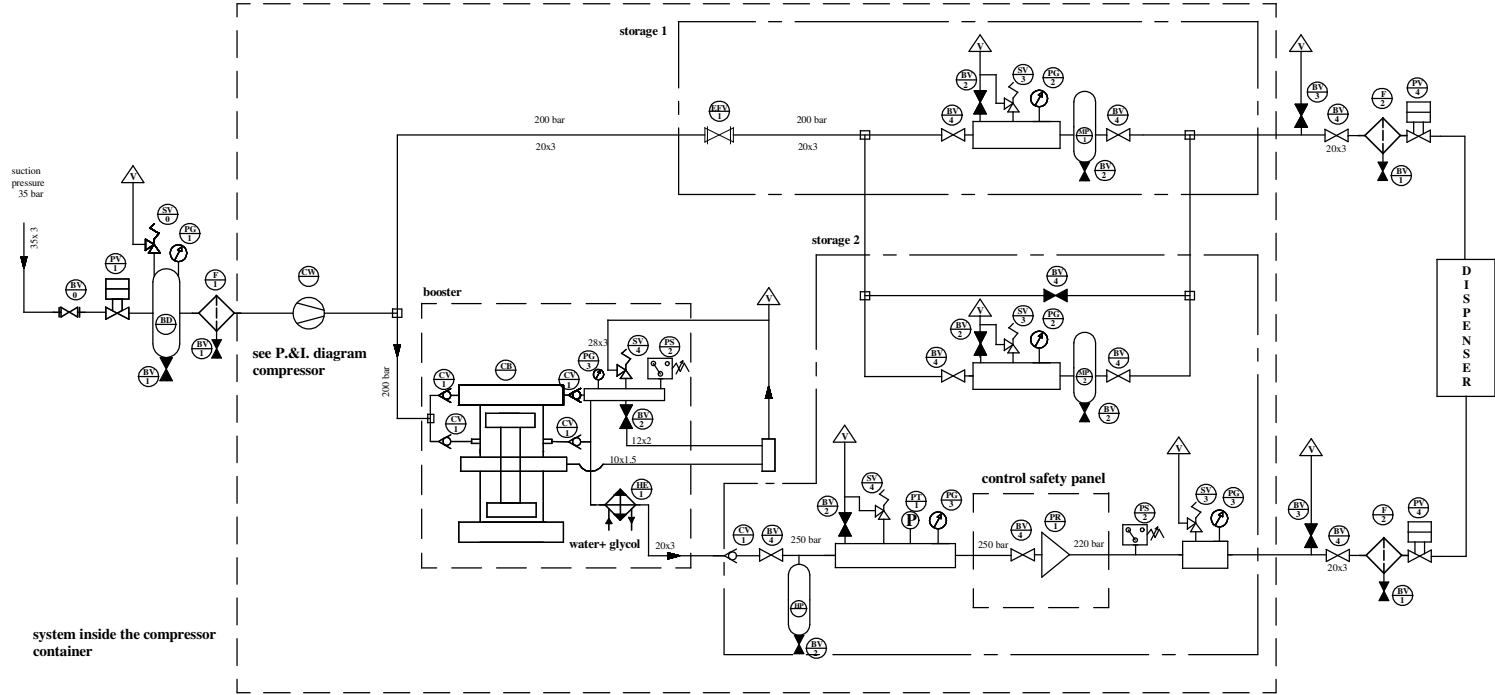 storage 1
V
V
V
BV
2
SV
3
PG
2
BV
3
F
2
PV
4
EFV
1
BV
4
BV
4
BV
4
200 bar
200 bar
20x3
20x3
MP
1
20x3
BV
2
BV
1
suction
pressure
35 bar
V
35x 3
SV
0
PG
1
PV
1
BV
0
F
1
CW
BD
BV
1
BV
1
see P.&I. diagram
compressor
200 bar
storage 2
BV
4
V
BV
2
SV
3
PG
2
BV
4
BV
4
MP
2
BV
2
DISPENSER
booster
V
28x3
PG
3
SV
4
PS
2
CV
1
CB
CV
1
CV
1
CV
1
BV
2
12x2
10x1.5
HE
1
water+ glycol
20x3
V
V
V
control safety panel
BV
2
SV
4
PT
1
PG
3
P
CV
1
BV
4
250 bar
250 bar
BV
4
PR
1
220 bar
PS
2
SV
3
PG
3
BV
3
BV
4
F
2
PV
4
20x3
BV
1
HP
BV
2
system inside the compressor
container